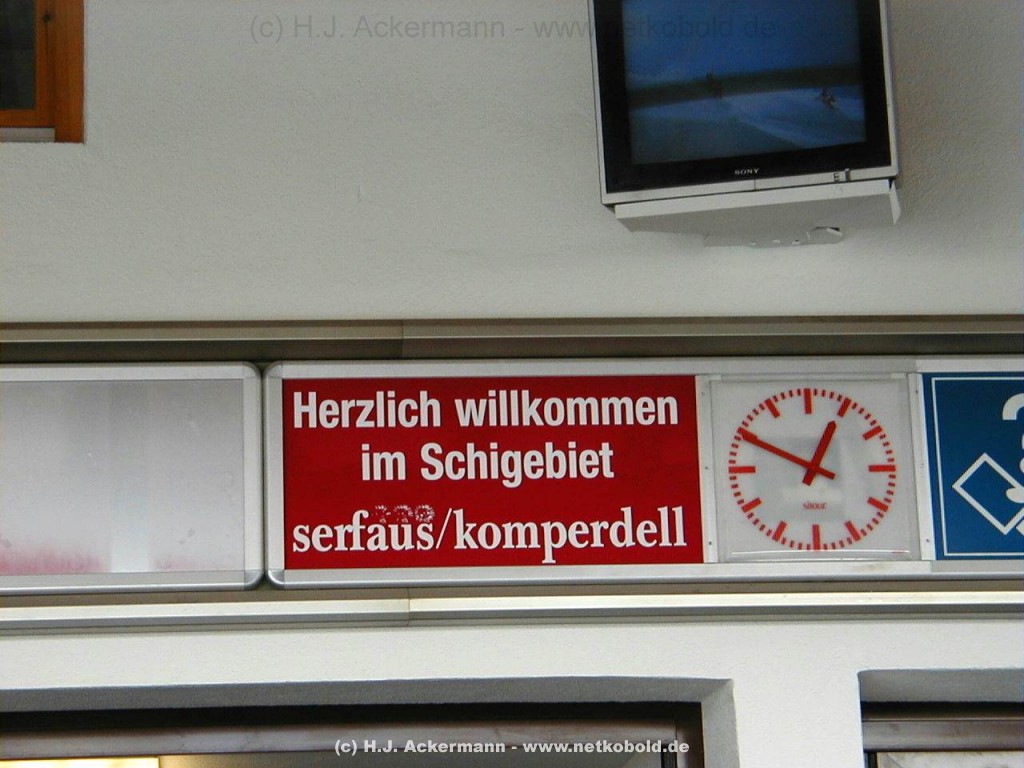 (c) H.J. Ackermann - www.netkobold.de
SONY
Herzlich willkommen
im Schigebiet
serfaus/komperdell
(c) H.J. Ackermann - www.netkobold.de